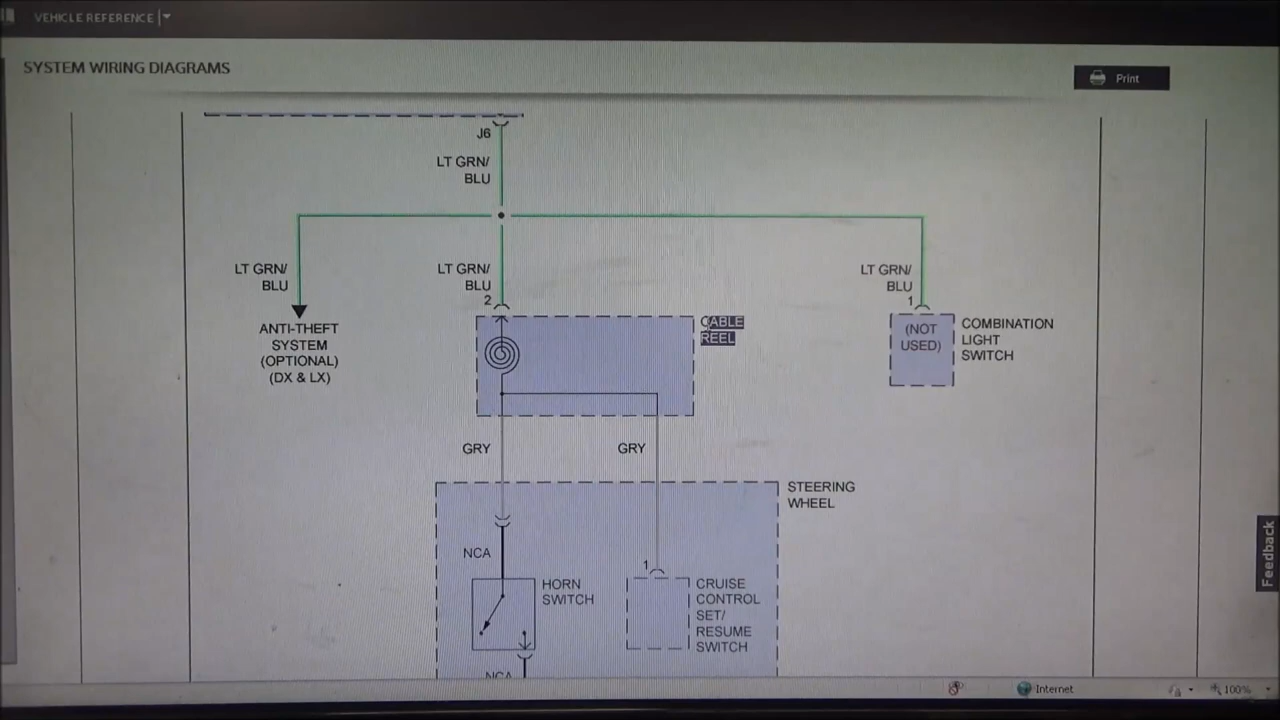 VEHICLE REFERENCE
SYSTEM WIRING DIAGRAMS
Print
J6
LT GRN/
BLU
LT GRN/
BLU
LT GRN/
BLU
2
LT GRN/
BLU
1
ANTI-THEFT
SYSTEM
(OPTIONAL)
(DX & LX)
CABLE
REEL
(NOT
USED)
COMBINATION
LIGHT
SWITCH
GRY
GRY
STEERING
WHEEL
NCA
1
HORN
SWITCH
CRUISE
CONTROL
SET/
RESUME
SWITCH
NCA
Feedback
Internet
100%